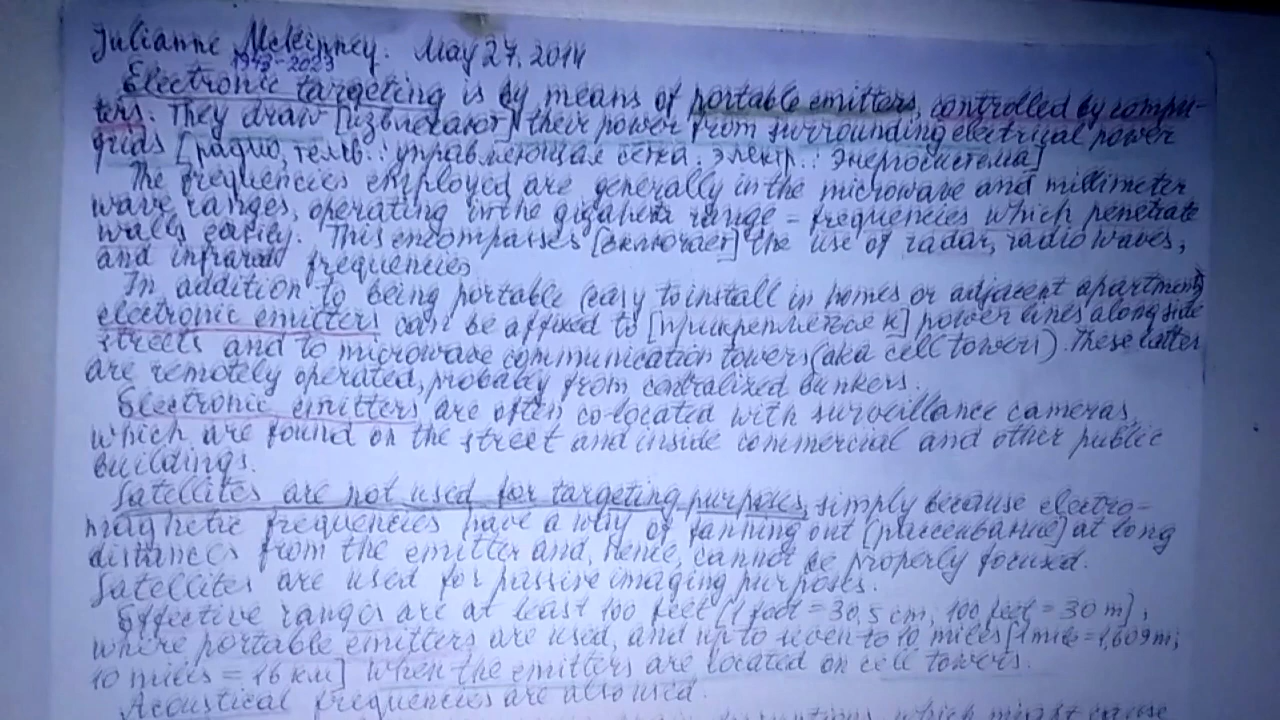 Julianne McKinney. May 27, 2014
1943-2023
Electronic targeting is by means of portable emitters, controlled by compu-
ters. They draw [извлекают] their power from surrounding electrical power
grids [радио, телев.: управляющая сетка; электр.: энергосистема]
The frequencies employed are generally in the microwave and millimeter
wave ranges, operating in the gigahertz range = frequencies which penetrate
walls easily. This encompasses [включает] the use of radar, radio waves,
and infrared frequencies
In addition to being portable (easy to install in homes or adjacent apartments)
electronic emitters can be affixed to [прикрепляется к] power lines alongside
streets and to microwave communication towers (aka cell towers). These latter
are remotely operated, probably from centralized bunkers.
Electronic emitters are often co-located with surveillance cameras,
which are found on the street and inside commercial and other public
buildings.
Satellites are not used for targeting purposes, simply because electro-
magnetic frequencies have a way of fanning out [рассеивание] at long
distances from the emitter and, hence, cannot be properly focused.
Satellites are used for passive imaging purposes.
Effective ranges are at least 100 feet [1 foot = 30,5 cm; 100 feet = 30 m],
where portable emitters are used, and up to seven to 10 miles [1 mile = 1,609 m;
10 miles = 16 км] when the emitters are located on cell towers.
Acoustical frequencies are also used.
which might cause